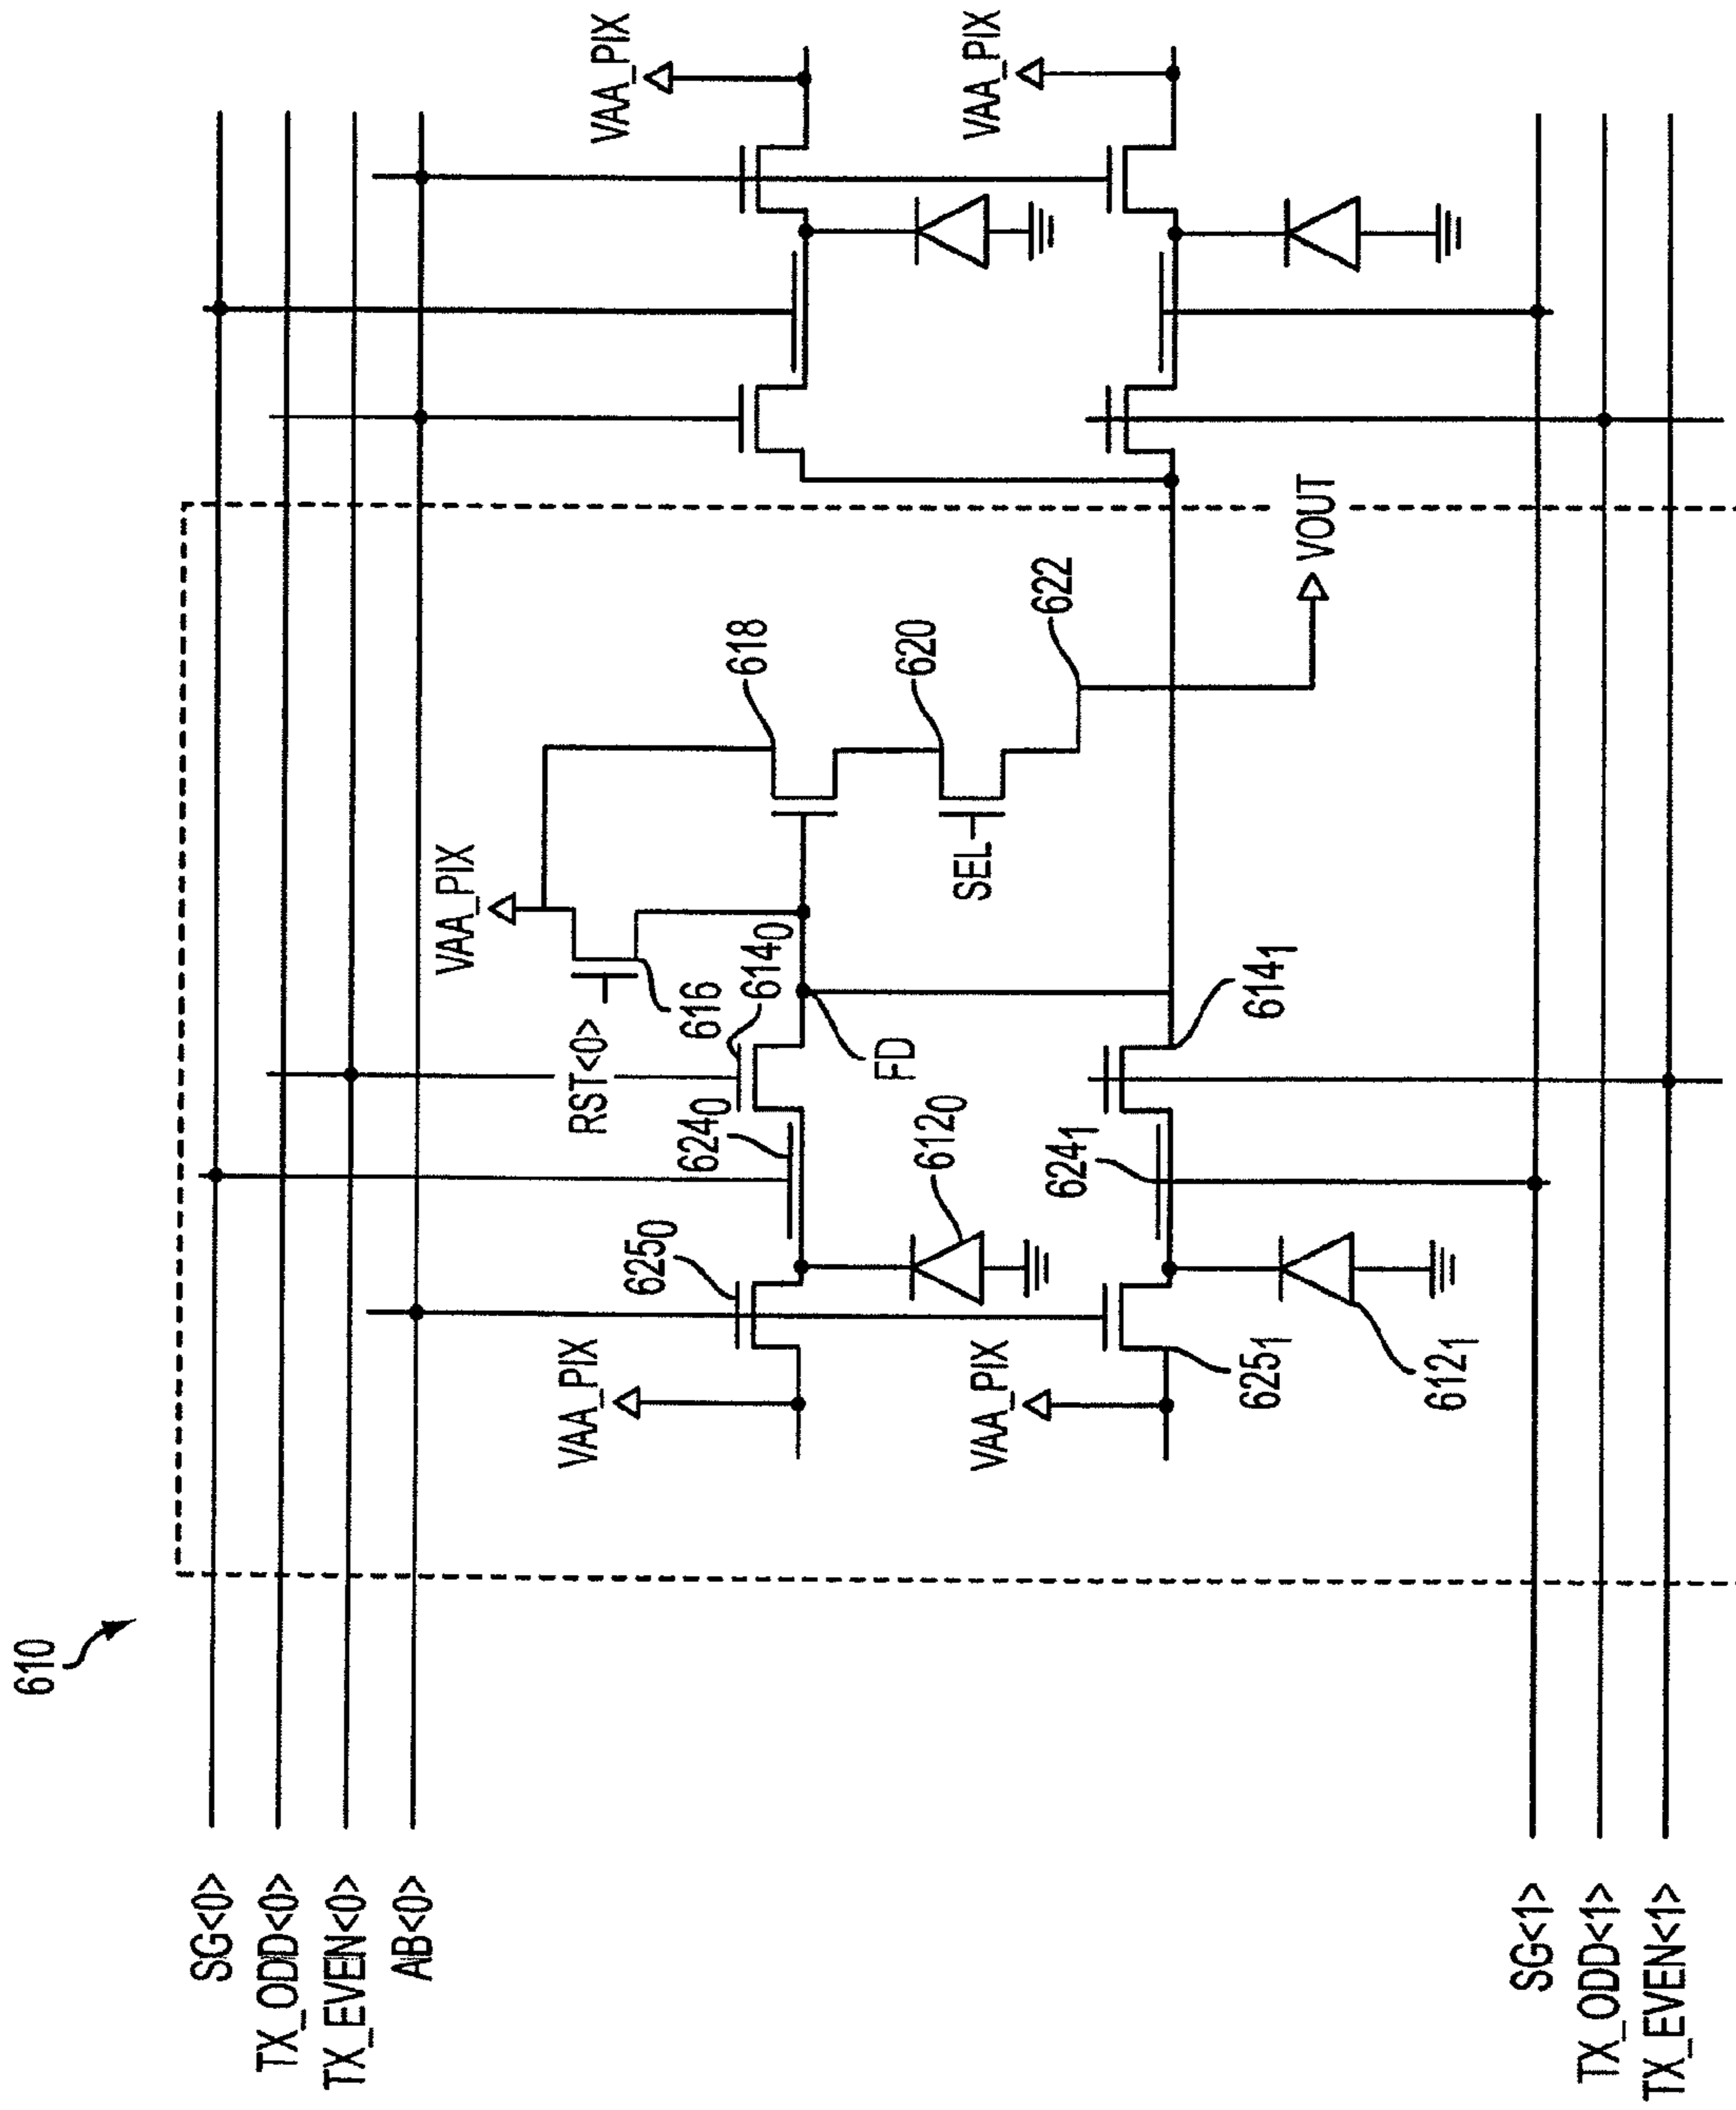 610
SG<0>
TX_ODD<0>
TX_EVEN<0>
AB<0>
VAA_PIX
VAA_PIX
VAA_PIX
RST<0>
616
618
625₀
624₀
614₀
FD
612₀
SEL
620
622
VOUT
VAA_PIX
VAA_PIX
625₁
624₁
614₁
612₁
SG<1>
TX_ODD<1>
TX_EVEN<1>